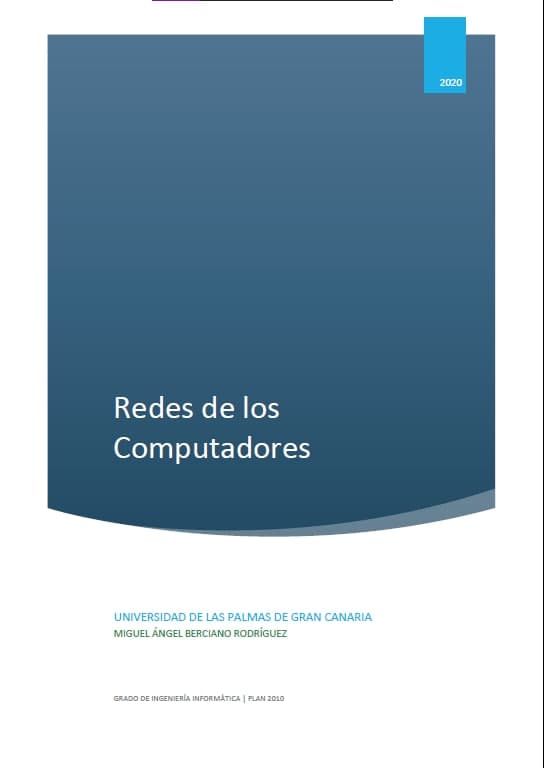 2020
Redes de los
Computadores
UNIVERSIDAD DE LAS PALMAS DE GRAN CANARIA
MIGUEL ÁNGEL BERCIANO RODRÍGUEZ
GRADO DE INGENIERÍA INFORMÁTICA | PLAN 2010